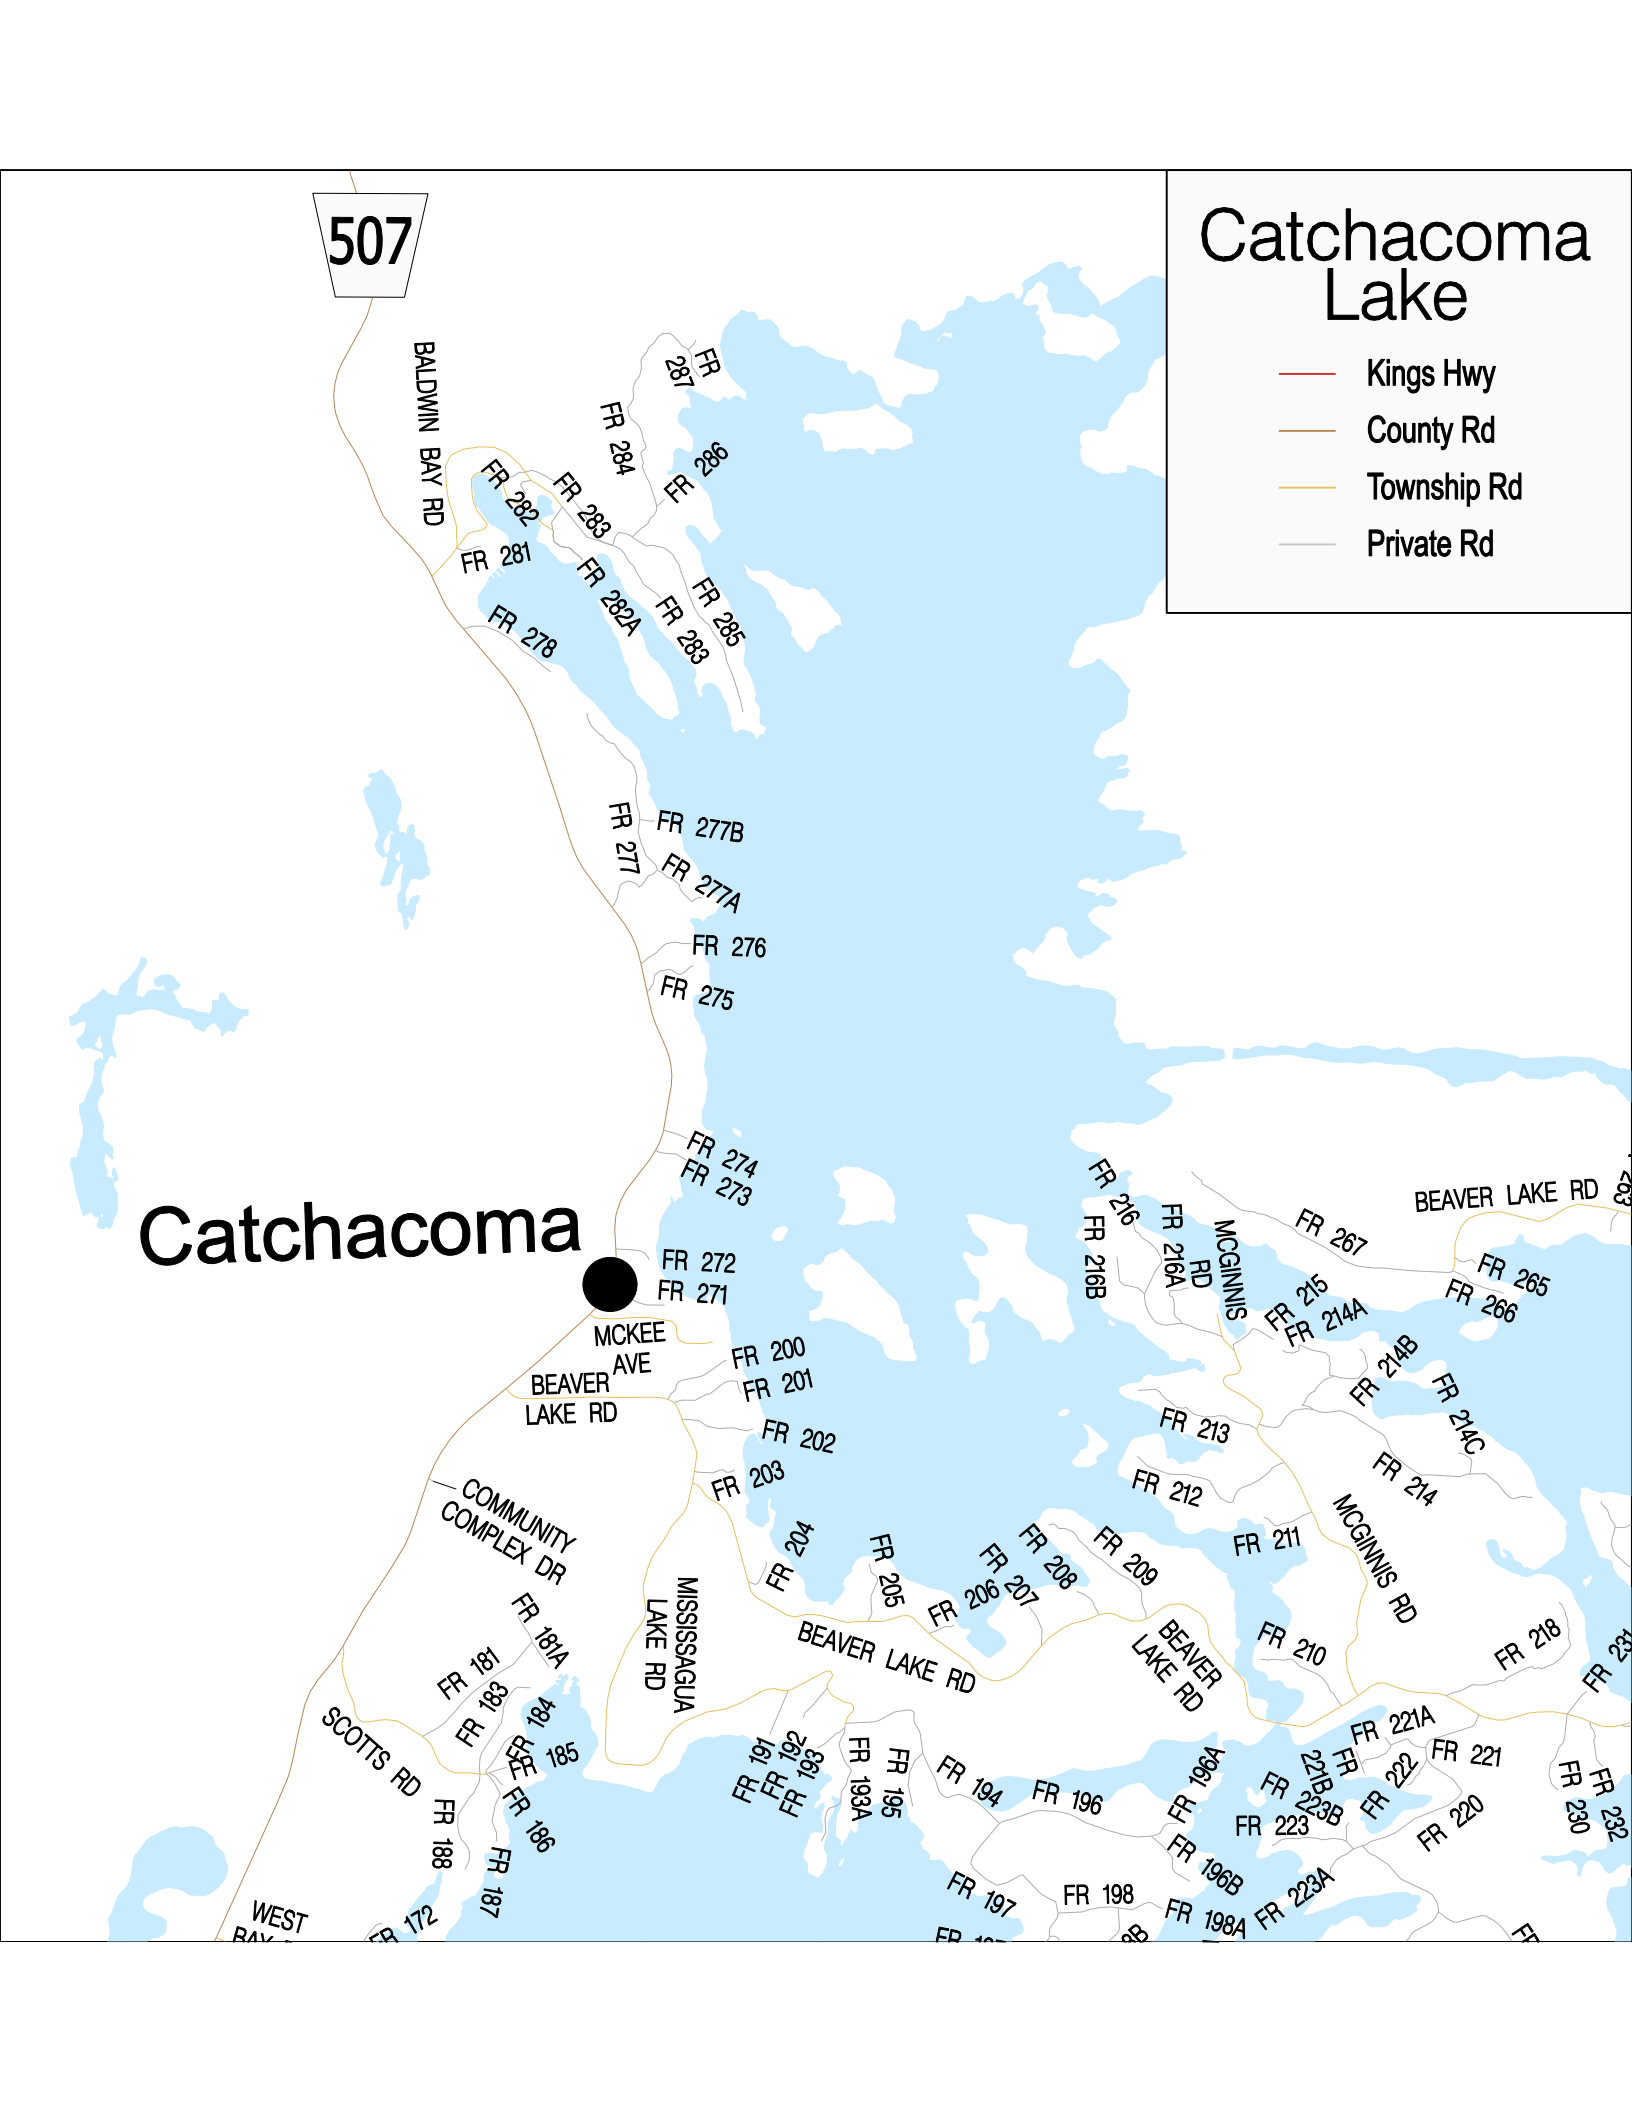 507
Catchacoma
Lake
Kings Hwy
County Rd
Township Rd
Private Rd
BALDWIN BAY RD
FR 287
FR 284
FR 286
FR 282
FR 283
FR 281
FR 282A
FR 283
FR 285
FR 278
FR 277
FR 277B
FR 277A
FR 276
FR 275
FR 274
FR 273
Catchacoma
FR 272
FR 271
MCKEE
AVE
FR 200
FR 201
BEAVER
LAKE RD
FR 202
FR 203
FR 204
COMMUNITY
COMPLEX DR
FR 216
FR 216B
FR 216A
MCGINNIS
RD
FR 267
BEAVER LAKE RD
263
FR 265
FR 266
FR 215
FR 214A
FR 214B
FR 214C
FR 213
FR 214
FR 212
FR 211
MCGINNIS RD
FR 205
FR 206
FR 207
FR 208
FR 209
FR 210
FR 218
FR 231
BEAVER LAKE RD
BEAVER
LAKE RD
MISSISSAGUA
LAKE RD
FR 181A
FR 181
FR 183
FR 184
FR 185
FR 186
SCOTTS RD
FR 188
FR 187
FR 172
WEST
BAY
FR 191
FR 192
FR 193
FR 193A
FR 195
FR 194
FR 196
FR 196A
FR 196B
FR 197
FR 198
FR 198A
FR 221A
FR 221
FR 221B
FR 222
FR 223B
FR 223
FR 220
FR 223A
FR 230
FR 232
FR
8B
FR